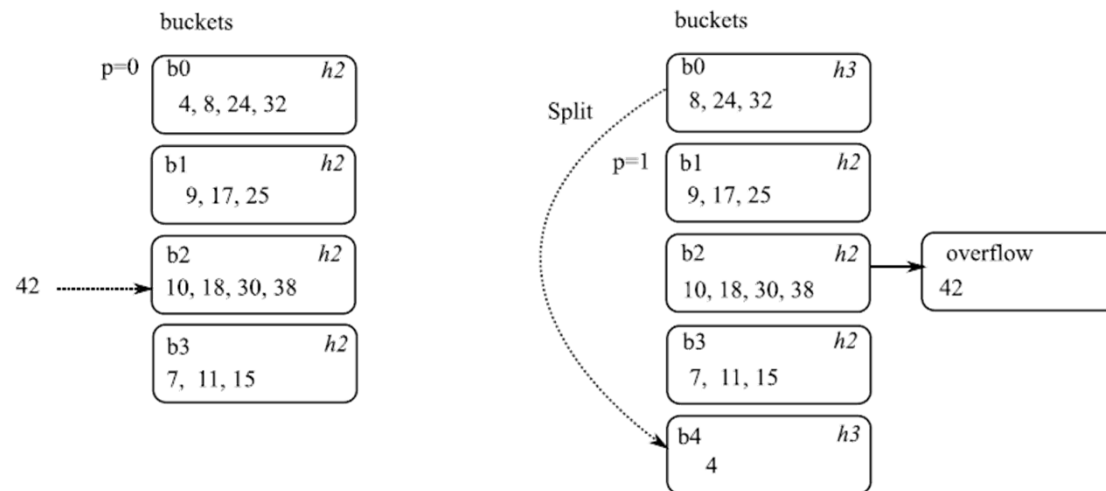 buckets
p=0
b0 h2
4, 8, 24, 32
b1 h2
9, 17, 25
b2 h2
42
10, 18, 30, 38
b3 h2
7, 11, 15
buckets
b0 h3
8, 24, 32
Split
p=1
b1 h2
9, 17, 25
b2 h2
10, 18, 30, 38
overflow
42
b3 h2
7, 11, 15
b4 h3
4